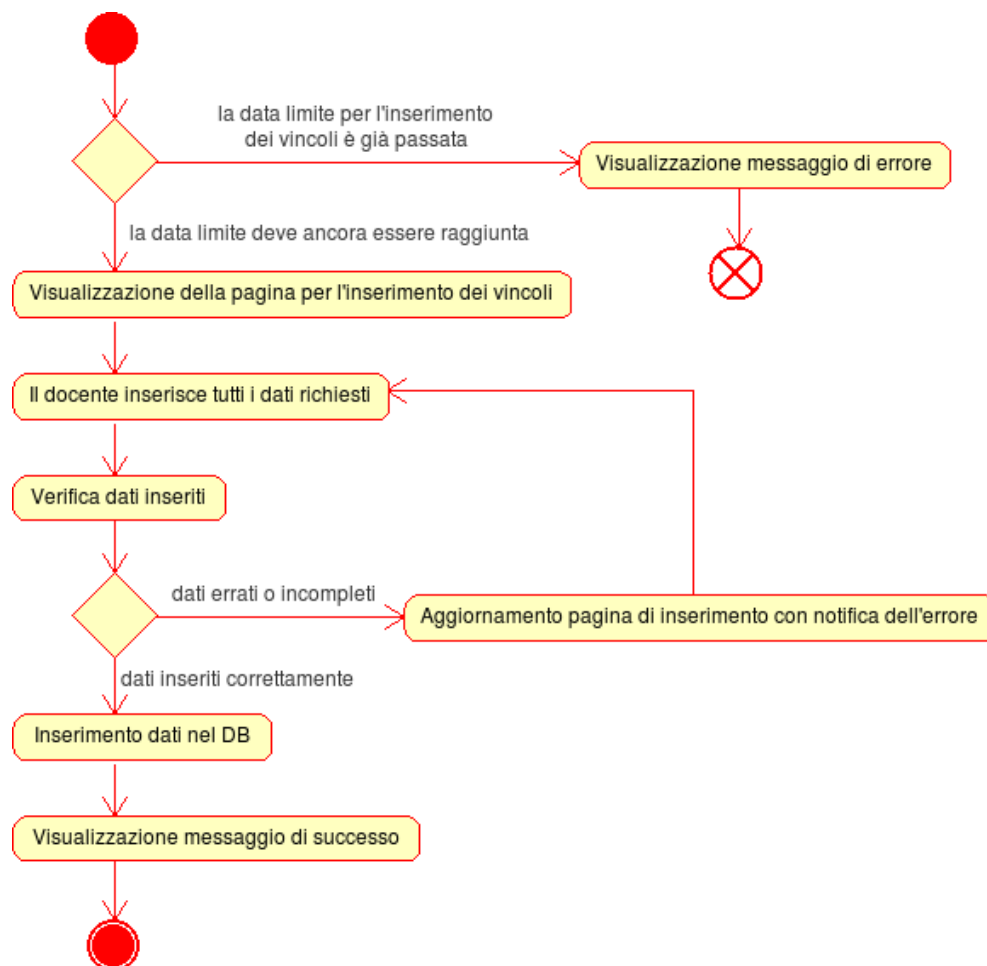 la data limite per l'inserimento
dei vincoli è già passata
Visualizzazione messaggio di errore
la data limite deve ancora essere raggiunta
Visualizzazione della pagina per l'inserimento dei vincoli
Il docente inserisce tutti i dati richiesti
Verifica dati inseriti
dati errati o incompleti
Aggiornamento pagina di inserimento con notifica dell'errore
dati inseriti correttamente
Inserimento dati nel DB
Visualizzazione messaggio di successo